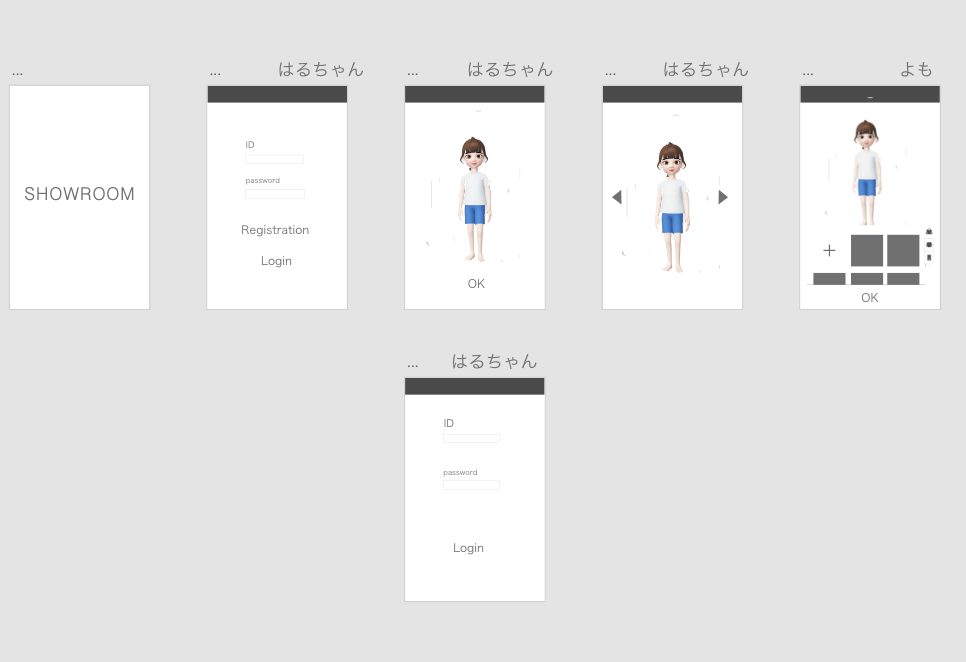 ...
... はるちゃん
... はるちゃん
... はるちゃん
... よも
SHOWROOM
ID
password
Registration
Login
OK
+
OK
... はるちゃん
ID
password
Login